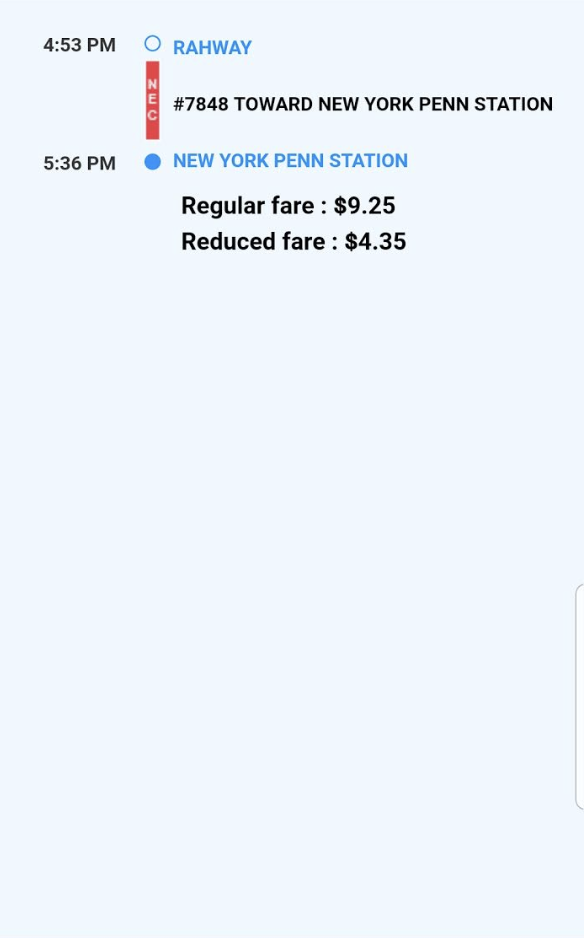 4:53 PM RAHWAY
NEC
#7848 TOWARD NEW YORK PENN STATION
5:36 PM NEW YORK PENN STATION
Regular fare : $9.25
Reduced fare : $4.35